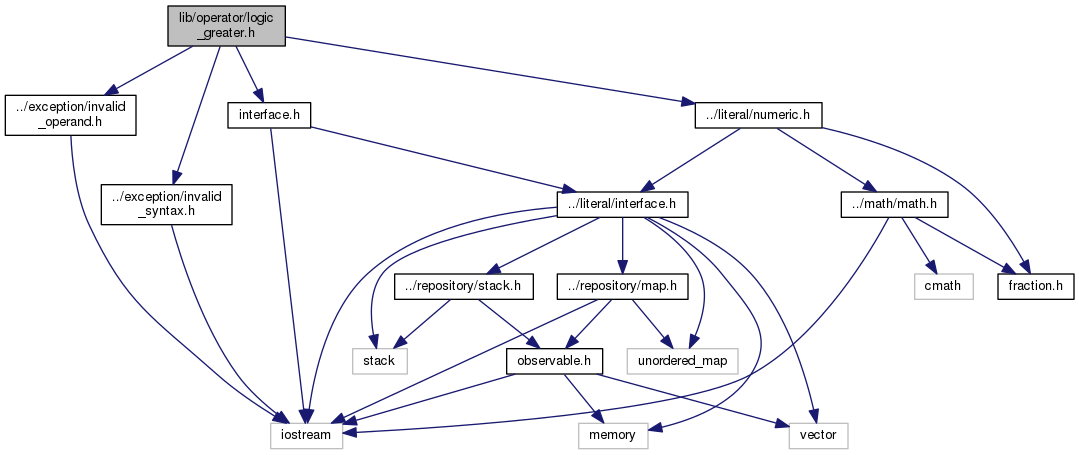 lib/operator/logic
_greater.h
../exception/invalid
_operand.h
interface.h
../literal/numeric.h
../exception/invalid
_syntax.h
../literal/interface.h
../math/math.h
../repository/stack.h
../repository/map.h
cmath
fraction.h
stack
observable.h
unordered_map
iostream
memory
vector